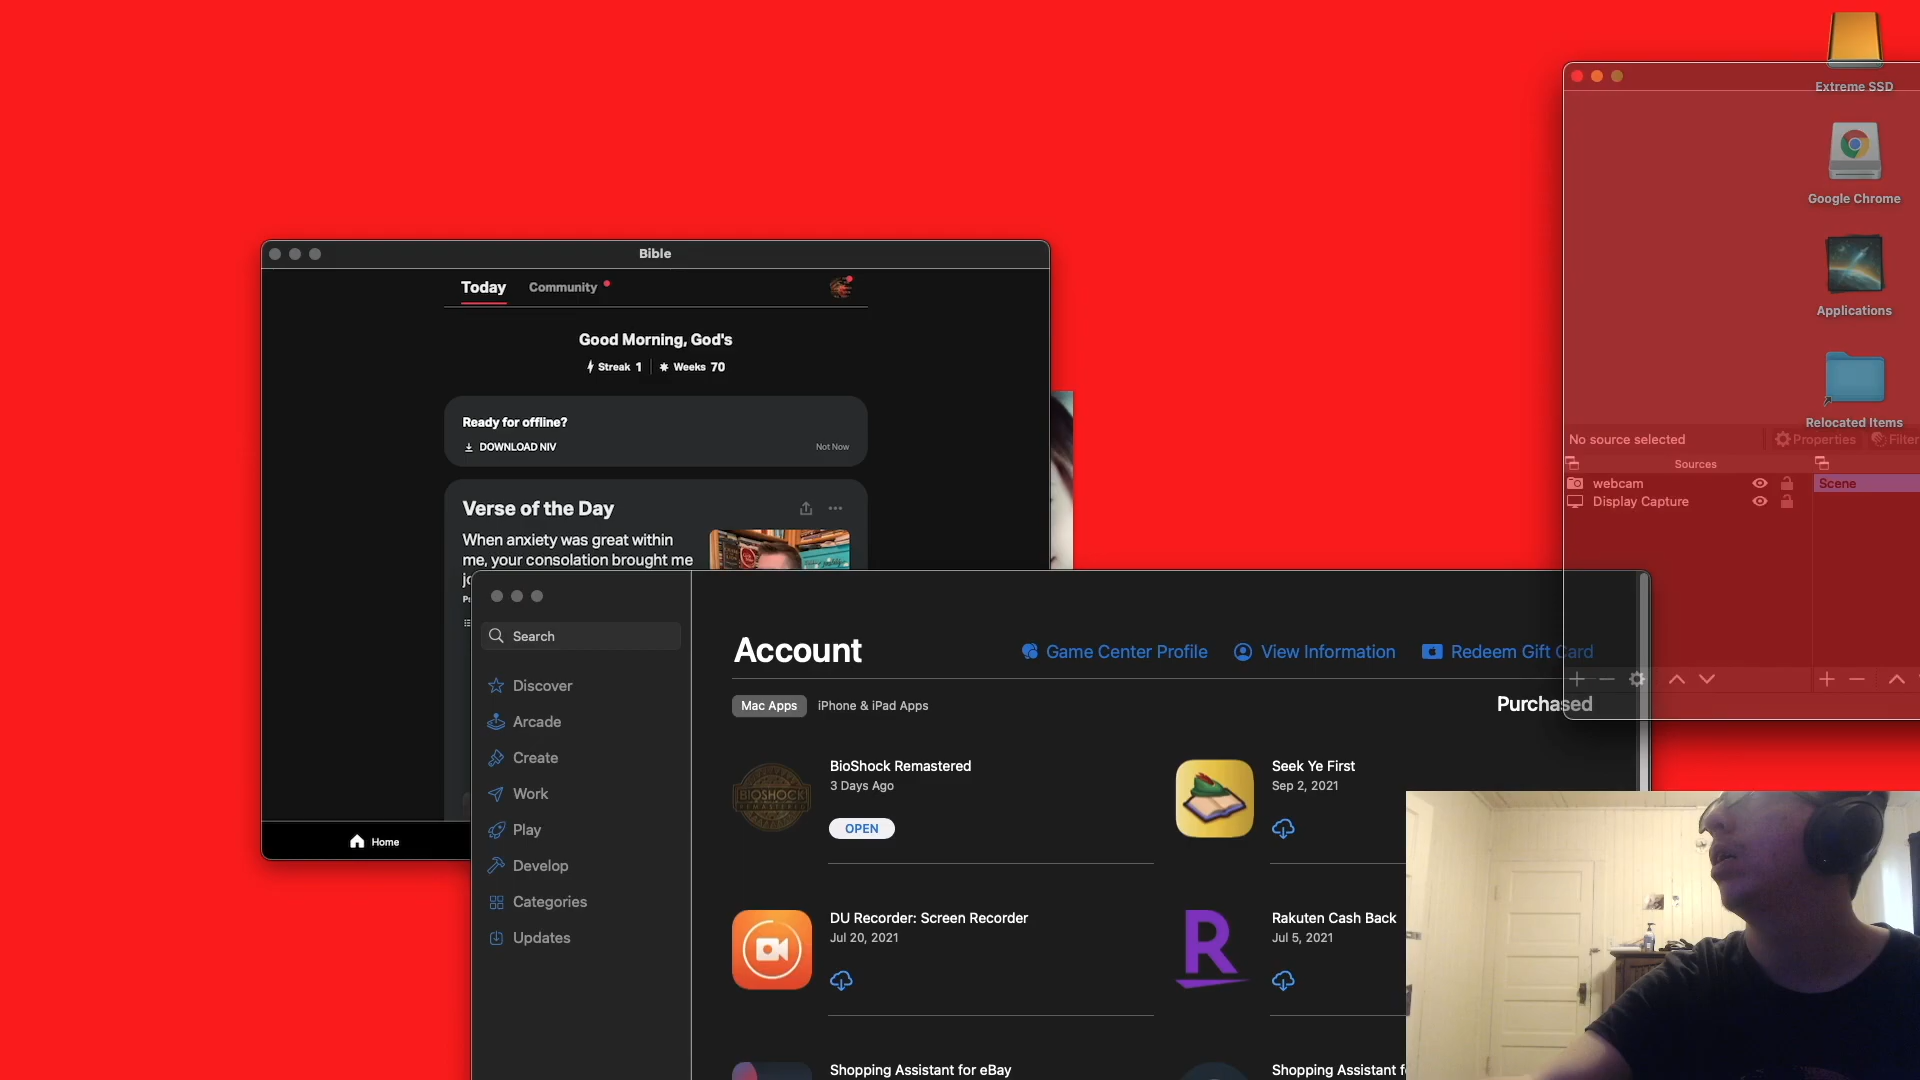 Extreme SSD
Google Chrome
Applications
Relocated Items
No source selected
Properties
Filter
Sources
webcam
Scene
Display Capture
Bible
Today
Community
Good Morning, God's
Streak 1
Weeks 70
Ready for offline?
DOWNLOAD NIV
Not Now
Verse of the Day
When anxiety was great within
me, your consolation brought me
Home
Search
Discover
Arcade
Create
Work
Play
Develop
Categories
Updates
Account
Game Center Profile
View Information
Redeem Gift Card
Mac Apps
iPhone & iPad Apps
Purchased
BioShock Remastered
3 Days Ago
OPEN
BIOSHOCK
REMASTERED
Seek Ye First
Sep 2, 2021
DU Recorder: Screen Recorder
Jul 20, 2021
R
Rakuten Cash Back
Jul 5, 2021
Shopping Assistant for eBay
Shopping Assistant f